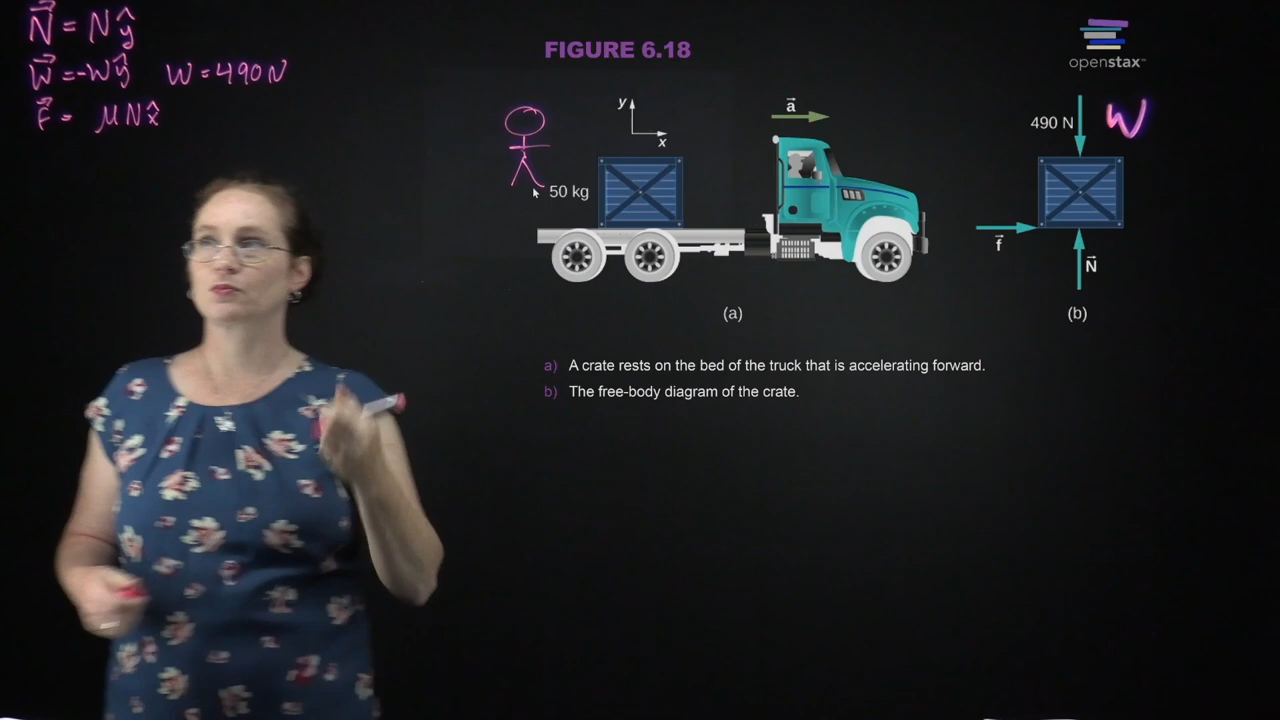 N⃗ = N ŷ
W⃗ = -W ŷ W = 490 N
f⃗ = μ N x̂
FIGURE 6.18
openstax™
y
x
a⃗
50 kg
490 N
W
f⃗
N⃗
(a)
(b)
a) A crate rests on the bed of the truck that is accelerating forward.
b) The free-body diagram of the crate.